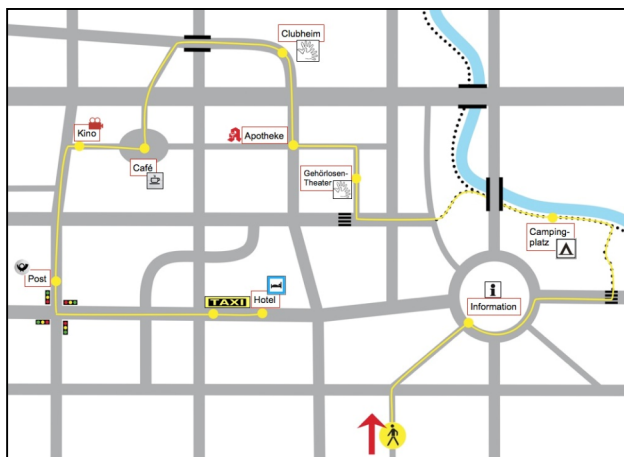 Clubheim
Kino
Apotheke
Café
Gehörlosen-
Theater
Camping-
platz
Post
TAXI
Hotel
i
Information